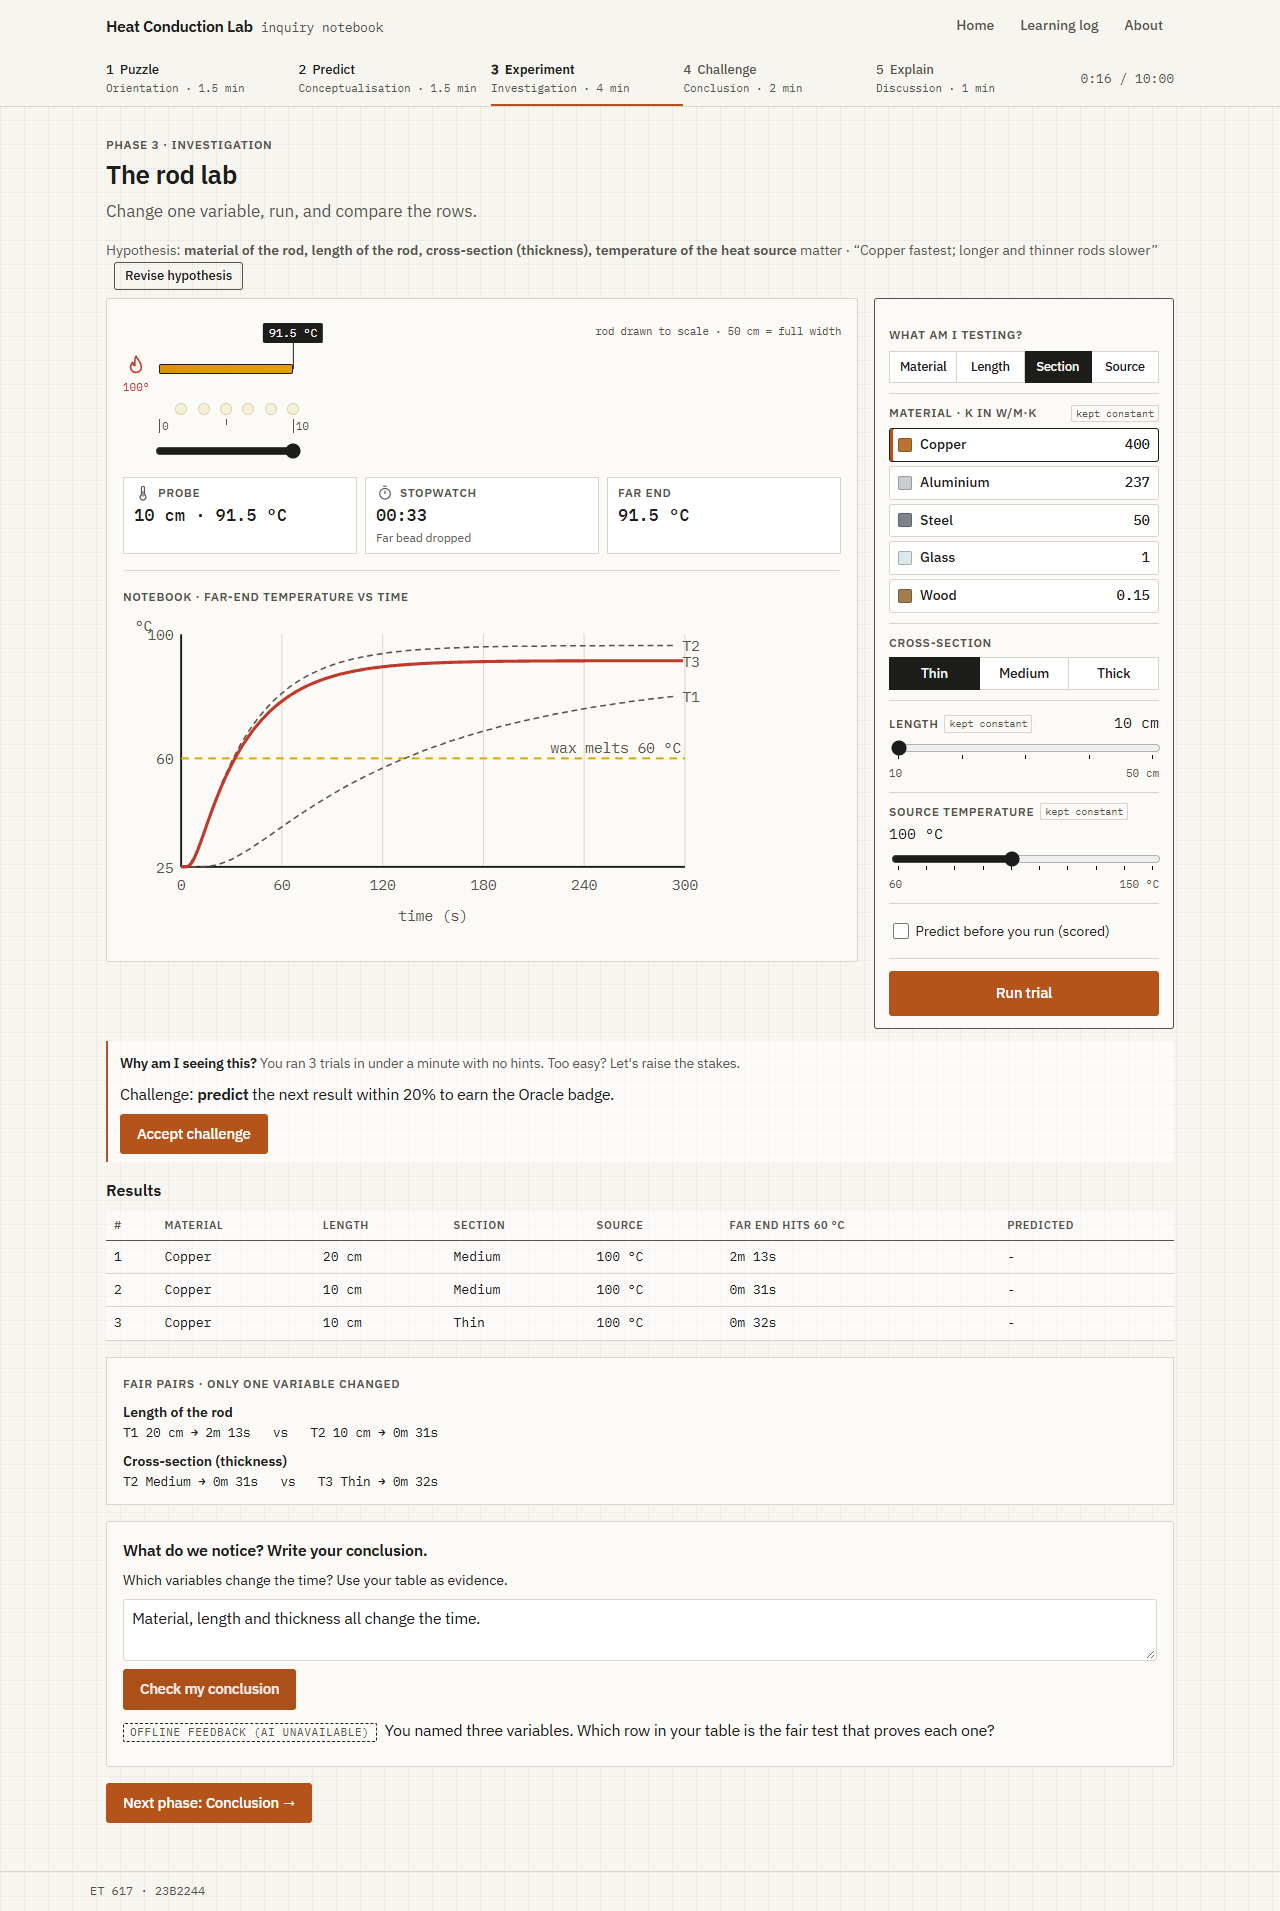 Heat Conduction Lab inquiry notebook
Home Learning log About
1 Puzzle
Orientation · 1.5 min
2 Predict
Conceptualisation · 1.5 min
3 Experiment
Investigation · 4 min
4 Challenge
Conclusion · 2 min
5 Explain
Discussion · 1 min
0:16 / 10:00
PHASE 3 · INVESTIGATION
The rod lab
Change one variable, run, and compare the rows.
Hypothesis: material of the rod, length of the rod, cross-section (thickness), temperature of the heat source matter · “Copper fastest; longer and thinner rods slower”
Revise hypothesis
91.5 °C
rod drawn to scale · 50 cm = full width
100°
0 10
PROBE
10 cm · 91.5 °C
STOPWATCH
00:33
Far bead dropped
FAR END
91.5 °C
NOTEBOOK · FAR-END TEMPERATURE VS TIME
°C
100
60
25
T2
T3
T1
wax melts 60 °C
0 60 120 180 240 300
time (s)
WHAT AM I TESTING?
Material Length Section Source
MATERIAL · K IN W/M·K kept constant
Copper 400
Aluminium 237
Steel 50
Glass 1
Wood 0.15
CROSS-SECTION
Thin Medium Thick
LENGTH kept constant 10 cm
10 50 cm
SOURCE TEMPERATURE kept constant
100 °C
60 150 °C
Predict before you run (scored)
Run trial
Why am I seeing this? You ran 3 trials in under a minute with no hints. Too easy? Let's raise the stakes.
Challenge: predict the next result within 20% to earn the Oracle badge.
Accept challenge
Results
# MATERIAL LENGTH SECTION SOURCE FAR END HITS 60 °C PREDICTED
1 Copper 20 cm Medium 100 °C 2m 13s -
2 Copper 10 cm Medium 100 °C 0m 31s -
3 Copper 10 cm Thin 100 °C 0m 32s -
FAIR PAIRS · ONLY ONE VARIABLE CHANGED
Length of the rod
T1 20 cm → 2m 13s vs T2 10 cm → 0m 31s
Cross-section (thickness)
T2 Medium → 0m 31s vs T3 Thin → 0m 32s
What do we notice? Write your conclusion.
Which variables change the time? Use your table as evidence.
Material, length and thickness all change the time.
Check my conclusion
OFFLINE FEEDBACK (AI UNAVAILABLE) You named three variables. Which row in your table is the fair test that proves each one?
Next phase: Conclusion →
ET 617 · 23B2244